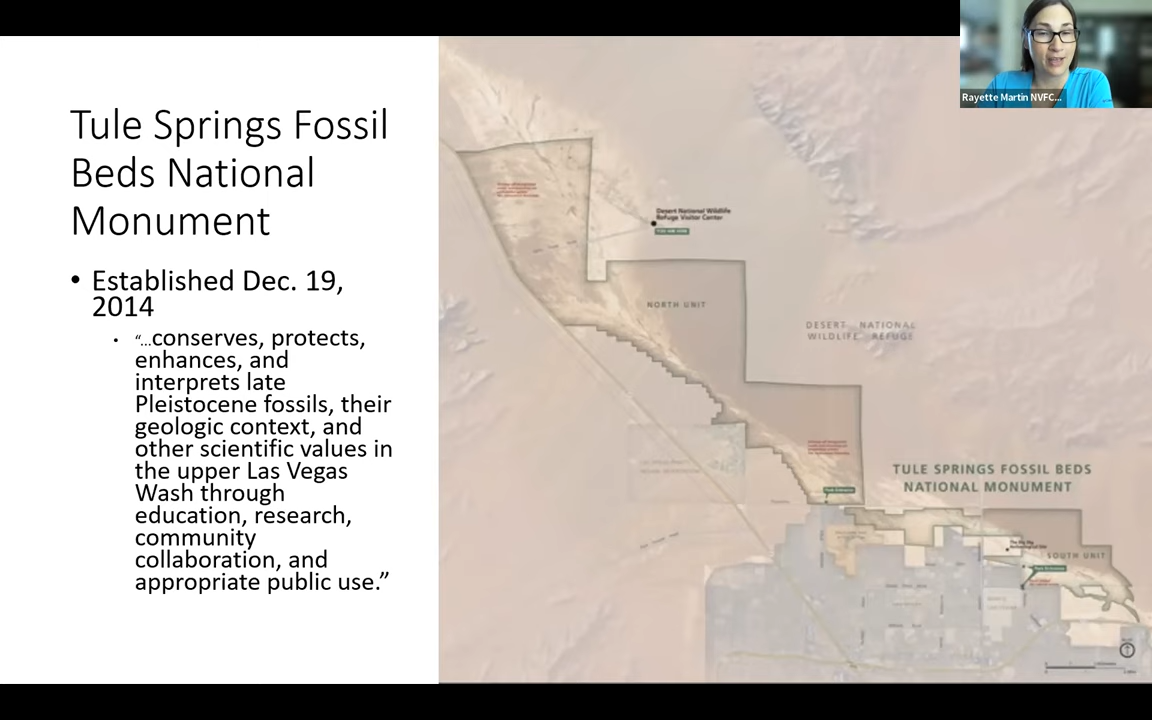 Rayette Martin NVFC...
Tule Springs Fossil
Beds National
Monument
• Established Dec. 19,
2014
• “...conserves, protects,
enhances, and
interprets late
Pleistocene fossils, their
geologic context, and
other scientific values in
the upper Las Vegas
Wash through
education, research,
community
collaboration, and
appropriate public use.”
Desert National Wildlife
Refuge Visitor Center
NORTH UNIT
DESERT NATIONAL
WILDLIFE REFUGE
TULE SPRINGS FOSSIL BEDS
NATIONAL MONUMENT
Park Entrance
SOUTH UNIT